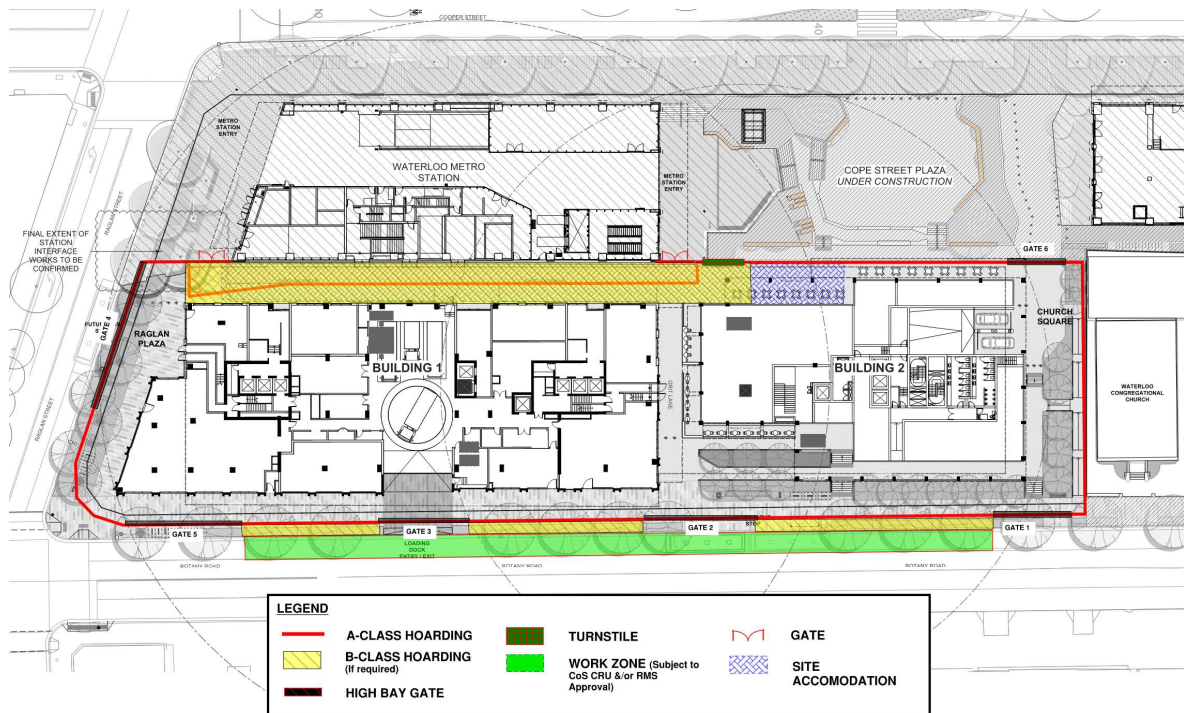 COOPER STREET
40
METRO
STATION
ENTRY
WATERLOO METRO
STATION
METRO
STATION
ENTRY
COPE STREET PLAZA
UNDER CONSTRUCTION
RAGLAN STREET
FINAL EXTENT OF
STATION
INTERFACE
WORKS TO BE
CONFIRMED
GATE 6
GATE 4
RAGLAN
PLAZA
CHURCH
SQUARE
BUILDING 1
BUILDING 2
GRIT LANE
WATERLOO
CONGREGATIONAL
CHURCH
RAGLAN STREET
GATE 5
GATE 3
GATE 2
STOP
GATE 1
LOADING
DOCK
ENTRY / EXIT
BOTANY ROAD
BOTANY ROAD
BOTANY ROAD
LEGEND
A-CLASS HOARDING
B-CLASS HOARDING
(If required)
HIGH BAY GATE
TURNSTILE
WORK ZONE (Subject to
CoS CRU &/or RMS
Approval)
GATE
SITE
ACCOMODATION